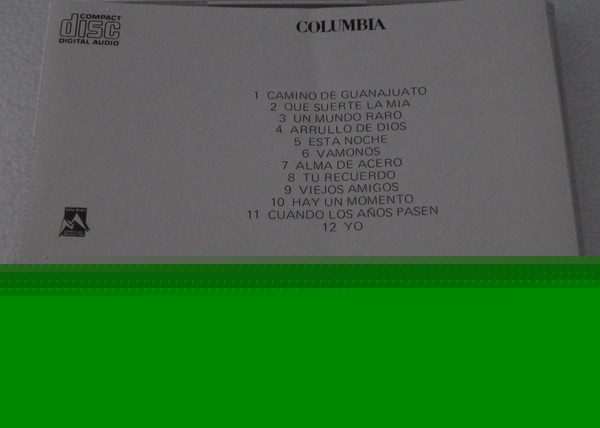 COMPACT
disc
DIGITAL AUDIO
COLUMBIA
1 CAMINO DE GUANAJUATO
2 QUE SUERTE LA MIA
3 UN MUNDO RARO
4 ARRULLO DE DIOS
5 ESTA NOCHE
6 VAMONOS
7 ALMA DE ACERO
8 TU RECUERDO
9 VIEJOS AMIGOS
10 HAY UN MOMENTO
11 CUANDO LOS AÑOS PASEN
12 YO